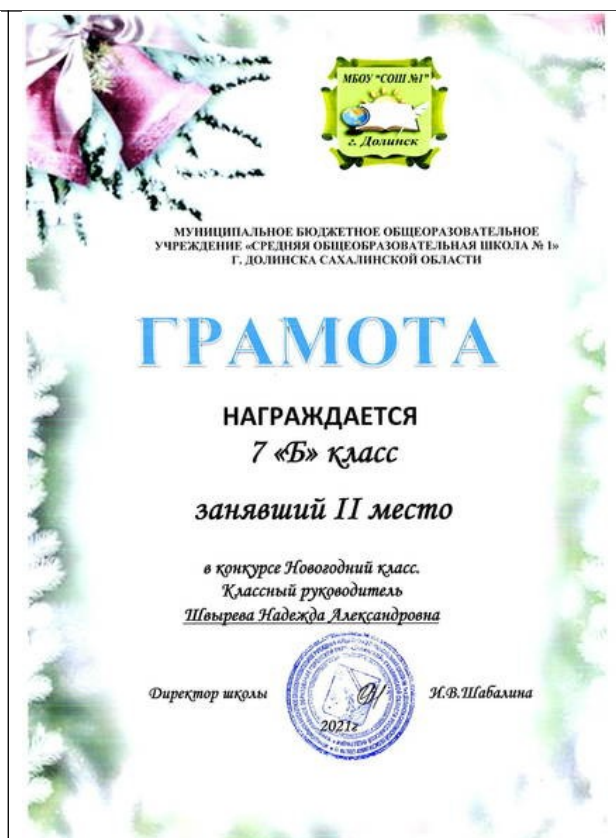 МБОУ "СОШ №1"
г. Долинск
МУНИЦИПАЛЬНОЕ БЮДЖЕТНОЕ ОБЩЕОРАЗОВАТЕЛЬНОЕ
УЧРЕЖДЕНИЕ «СРЕДНЯЯ ОБЩЕОБРАЗОВАТЕЛЬНАЯ ШКОЛА № 1»
Г. ДОЛИНСКА САХАЛИНСКОЙ ОБЛАСТИ
ГРАМОТА
НАГРАЖДАЕТСЯ
7 «Б» класс
занявший II место
в конкурсе Новогодний класс.
Классный руководитель
Швырева Надежда Александровна
Директор школы И.В.Шабалина
2021г